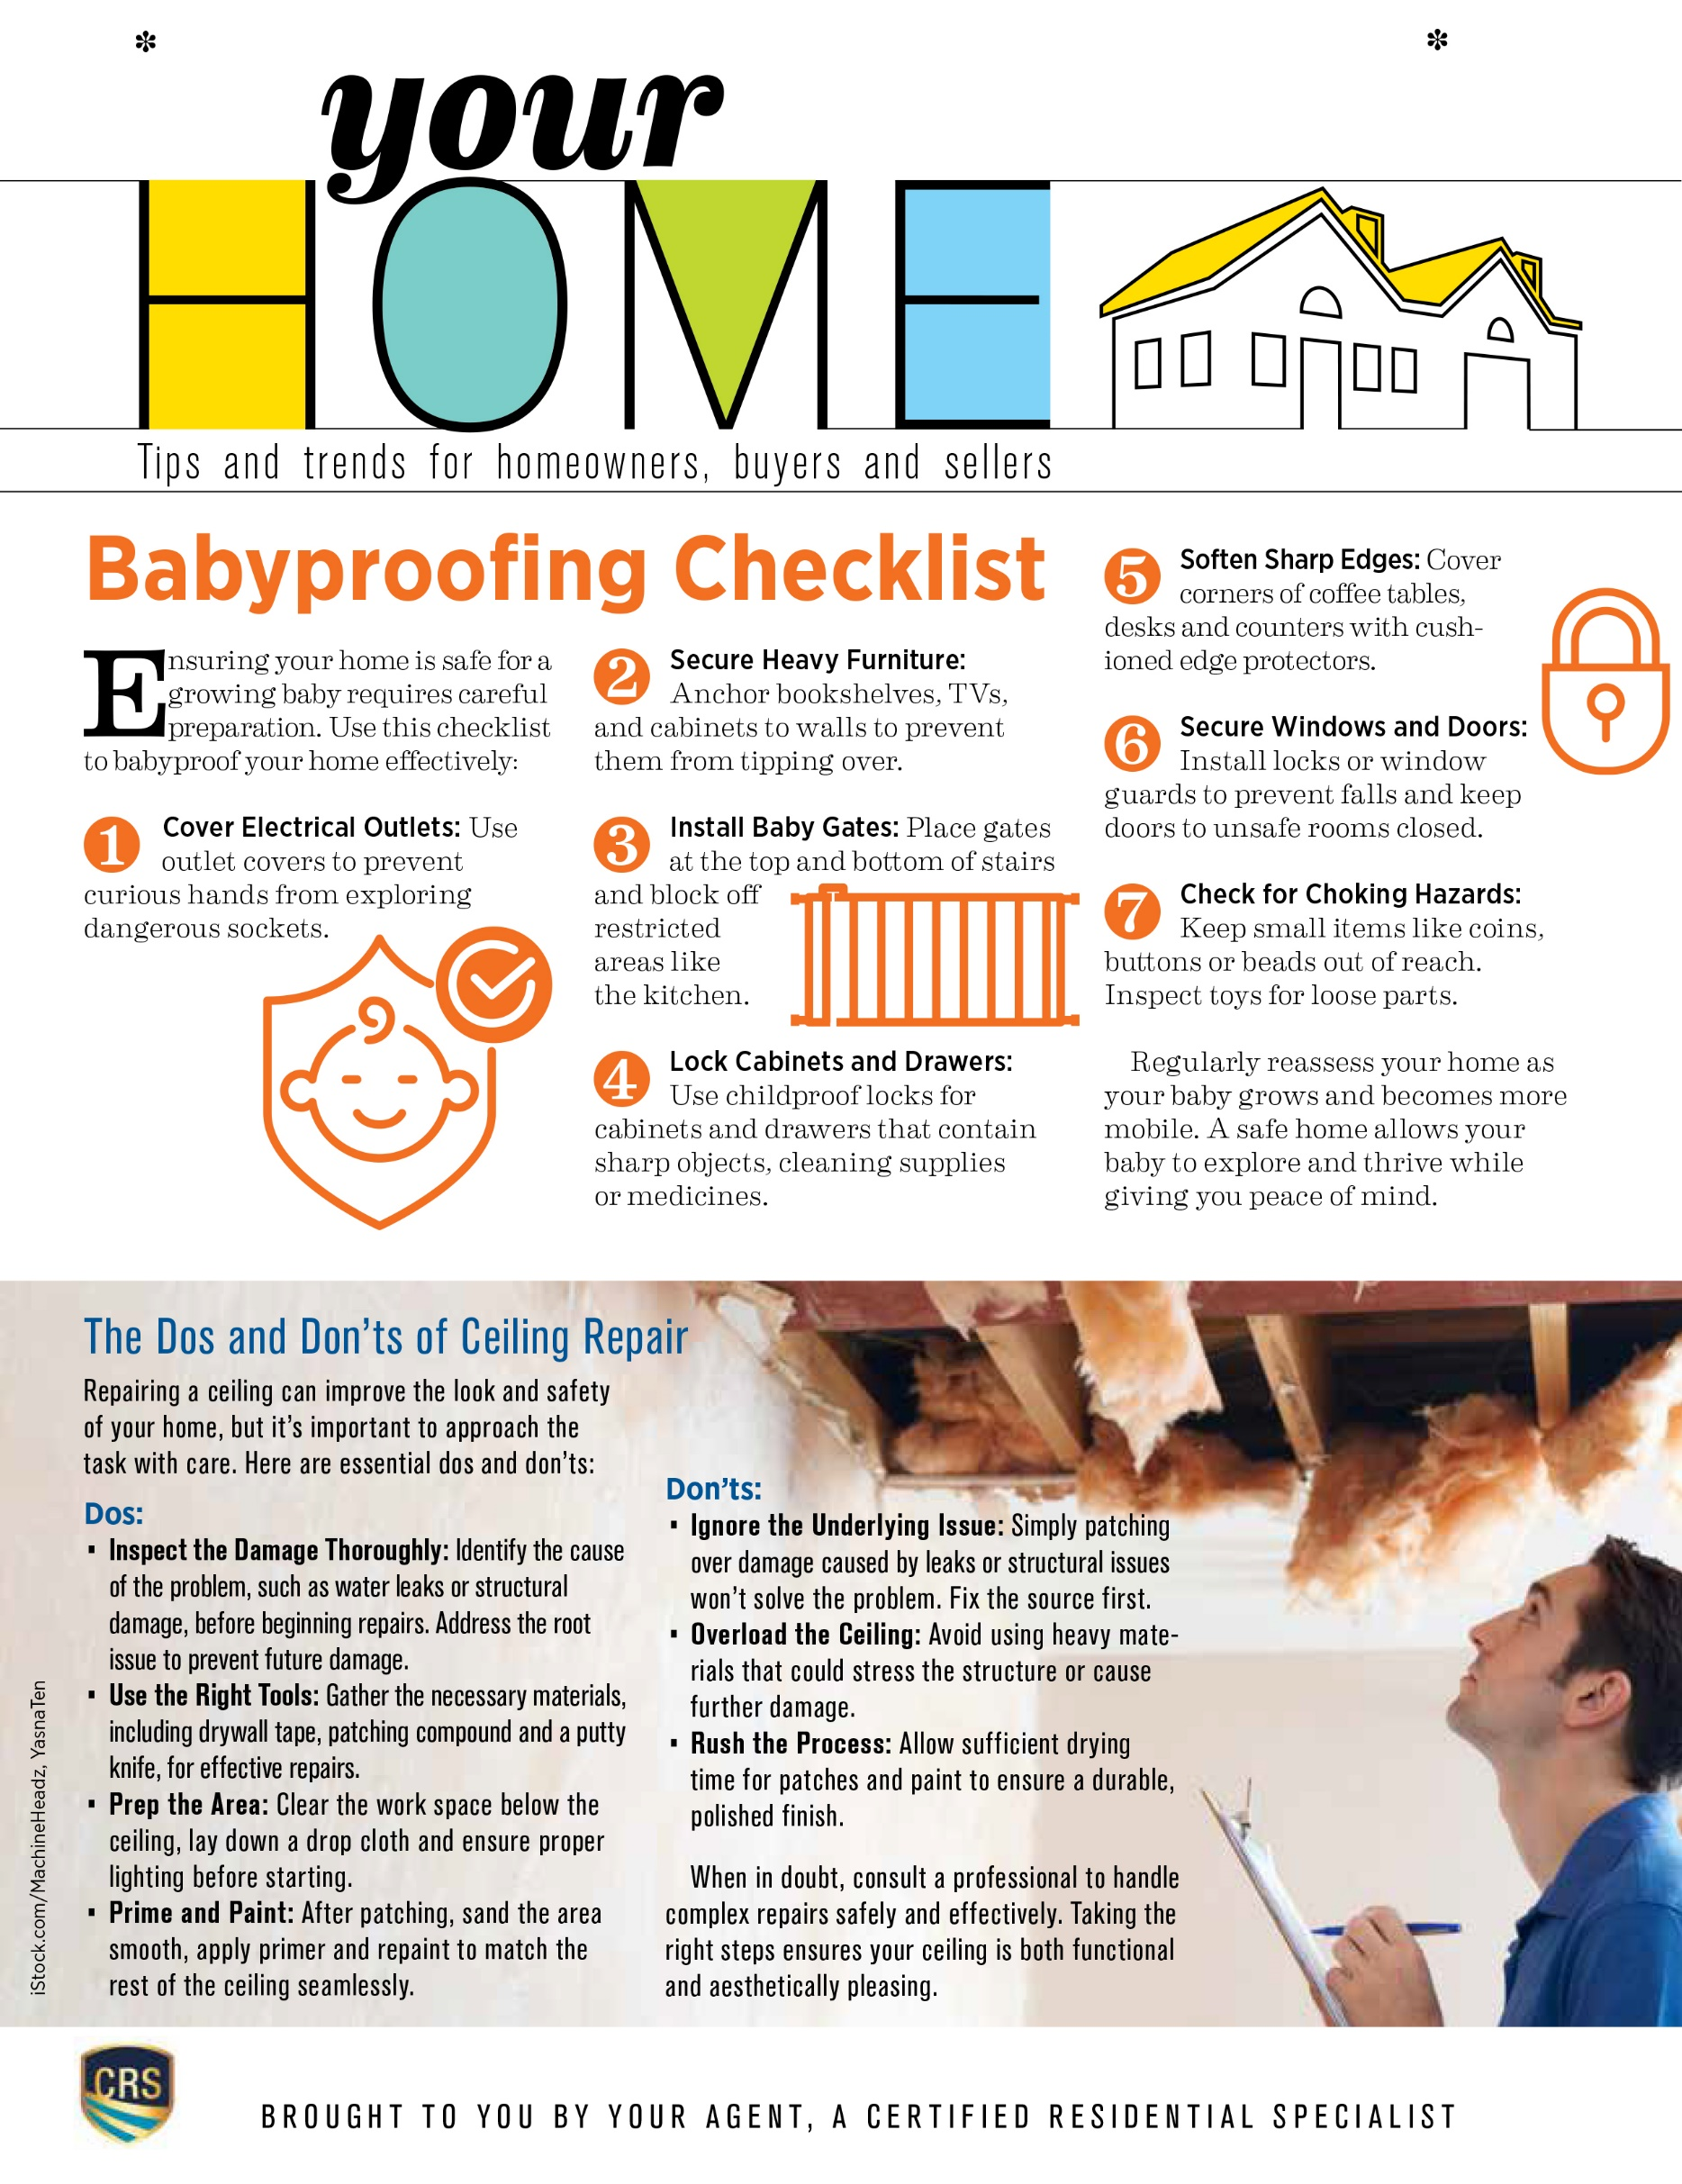 *
*
your
HOME
Tips and trends for homeowners, buyers and sellers
Babyproofing Checklist
Ensuring your home is safe for a
growing baby requires careful
preparation. Use this checklist
to babyproof your home effectively:
1 Cover Electrical Outlets: Use
outlet covers to prevent
curious hands from exploring
dangerous sockets.
2 Secure Heavy Furniture:
Anchor bookshelves, TVs,
and cabinets to walls to prevent
them from tipping over.
3 Install Baby Gates: Place gates
at the top and bottom of stairs
and block off
restricted
areas like
the kitchen.
4 Lock Cabinets and Drawers:
Use childproof locks for
cabinets and drawers that contain
sharp objects, cleaning supplies
or medicines.
5 Soften Sharp Edges: Cover
corners of coffee tables,
desks and counters with cush-
ioned edge protectors.
6 Secure Windows and Doors:
Install locks or window
guards to prevent falls and keep
doors to unsafe rooms closed.
7 Check for Choking Hazards:
Keep small items like coins,
buttons or beads out of reach.
Inspect toys for loose parts.
Regularly reassess your home as
your baby grows and becomes more
mobile. A safe home allows your
baby to explore and thrive while
giving you peace of mind.
The Dos and Don'ts of Ceiling Repair
Repairing a ceiling can improve the look and safety
of your home, but it's important to approach the
task with care. Here are essential dos and don'ts:
Dos:
▪ Inspect the Damage Thoroughly: Identify the cause
of the problem, such as water leaks or structural
damage, before beginning repairs. Address the root
issue to prevent future damage.
▪ Use the Right Tools: Gather the necessary materials,
including drywall tape, patching compound and a putty
knife, for effective repairs.
▪ Prep the Area: Clear the work space below the
ceiling, lay down a drop cloth and ensure proper
lighting before starting.
▪ Prime and Paint: After patching, sand the area
smooth, apply primer and repaint to match the
rest of the ceiling seamlessly.
Don'ts:
▪ Ignore the Underlying Issue: Simply patching
over damage caused by leaks or structural issues
won't solve the problem. Fix the source first.
▪ Overload the Ceiling: Avoid using heavy mate-
rials that could stress the structure or cause
further damage.
▪ Rush the Process: Allow sufficient drying
time for patches and paint to ensure a durable,
polished finish.
When in doubt, consult a professional to handle
complex repairs safely and effectively. Taking the
right steps ensures your ceiling is both functional
and aesthetically pleasing.
iStock.com/MachineHeadz, YasnaTen
CRS
BROUGHT TO YOU BY YOUR AGENT, A CERTIFIED RESIDENTIAL SPECIALIST